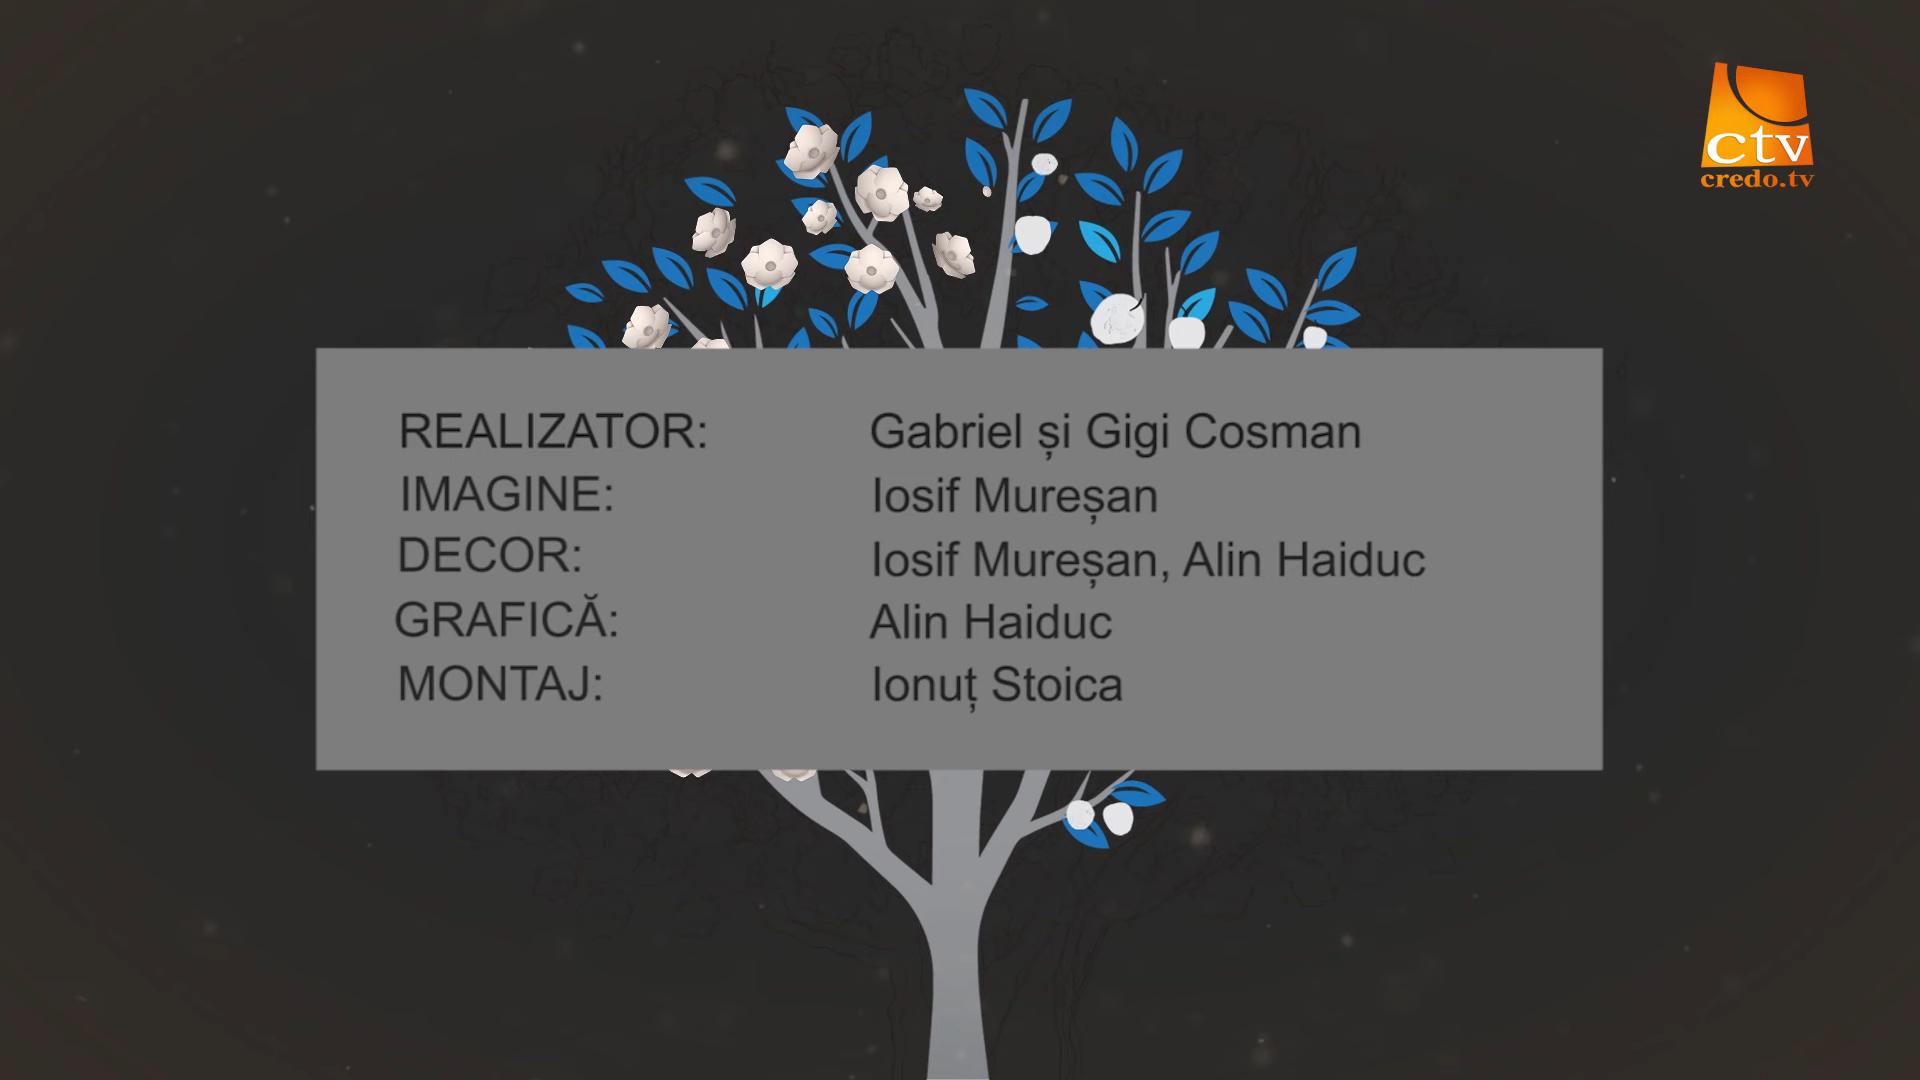 ctv
credo.tv
REALIZATOR: Gabriel și Gigi Cosman
IMAGINE: Iosif Mureșan
DECOR: Iosif Mureșan, Alin Haiduc
GRAFICĂ: Alin Haiduc
MONTAJ: Ionuț Stoica